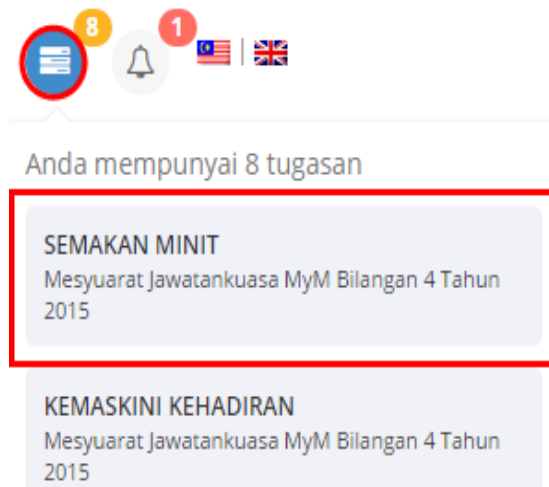 8
1
|
Anda mempunyai 8 tugasan
SEMAKAN MINIT
Mesyuarat Jawatankuasa MyM Bilangan 4 Tahun
2015
KEMASKINI KEHADIRAN
Mesyuarat Jawatankuasa MyM Bilangan 4 Tahun
2015